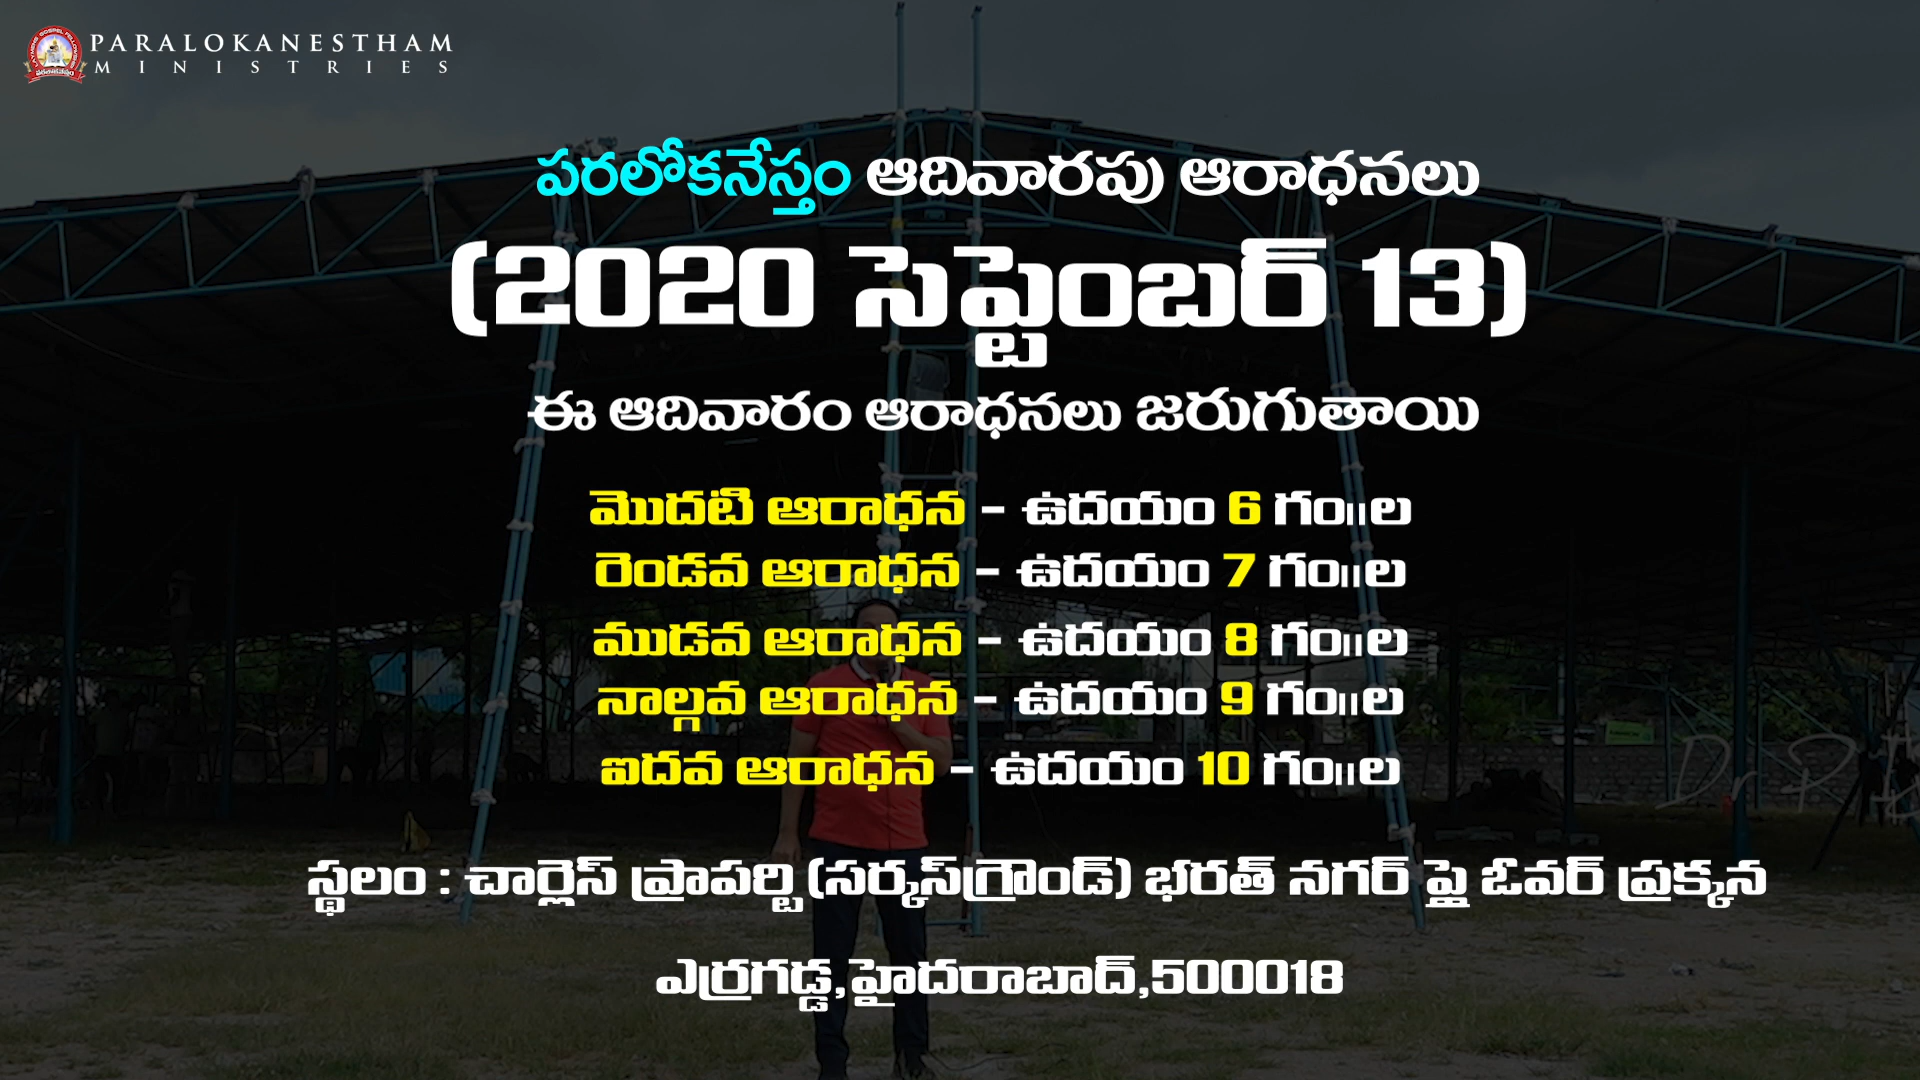 PARALOKANESTHAM
MINISTRIES
పరలోకనేస్తం ఆదివారపు ఆరాధనలు
(2020 సెప్టెంబర్ 13)
ఈ ఆదివారం ఆరాధనలు జరుగుతాయి
మొదటి ఆరాధన - ఉదయం 6 గం॥ల
రెండవ ఆరాధన - ఉదయం 7 గం॥ల
ముడవ ఆరాధన - ఉదయం 8 గం॥ల
నాల్గవ ఆరాధన - ఉదయం 9 గం॥ల
ఐదవ ఆరాధన - ఉదయం 10 గం॥ల
స్థలం : చార్లెస్ ప్రాపర్టి (సర్కస్‌గ్రౌండ్) భరత్ నగర్ ఫ్లై ఓవర్ ప్రక్కన
ఎర్రగడ్డ,హైదరాబాద్,500018